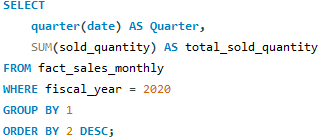 SELECT
quarter(date) AS Quarter,
SUM(sold_quantity) AS total_sold_quantity
FROM fact_sales_monthly
WHERE fiscal_year = 2020
GROUP BY 1
ORDER BY 2 DESC;